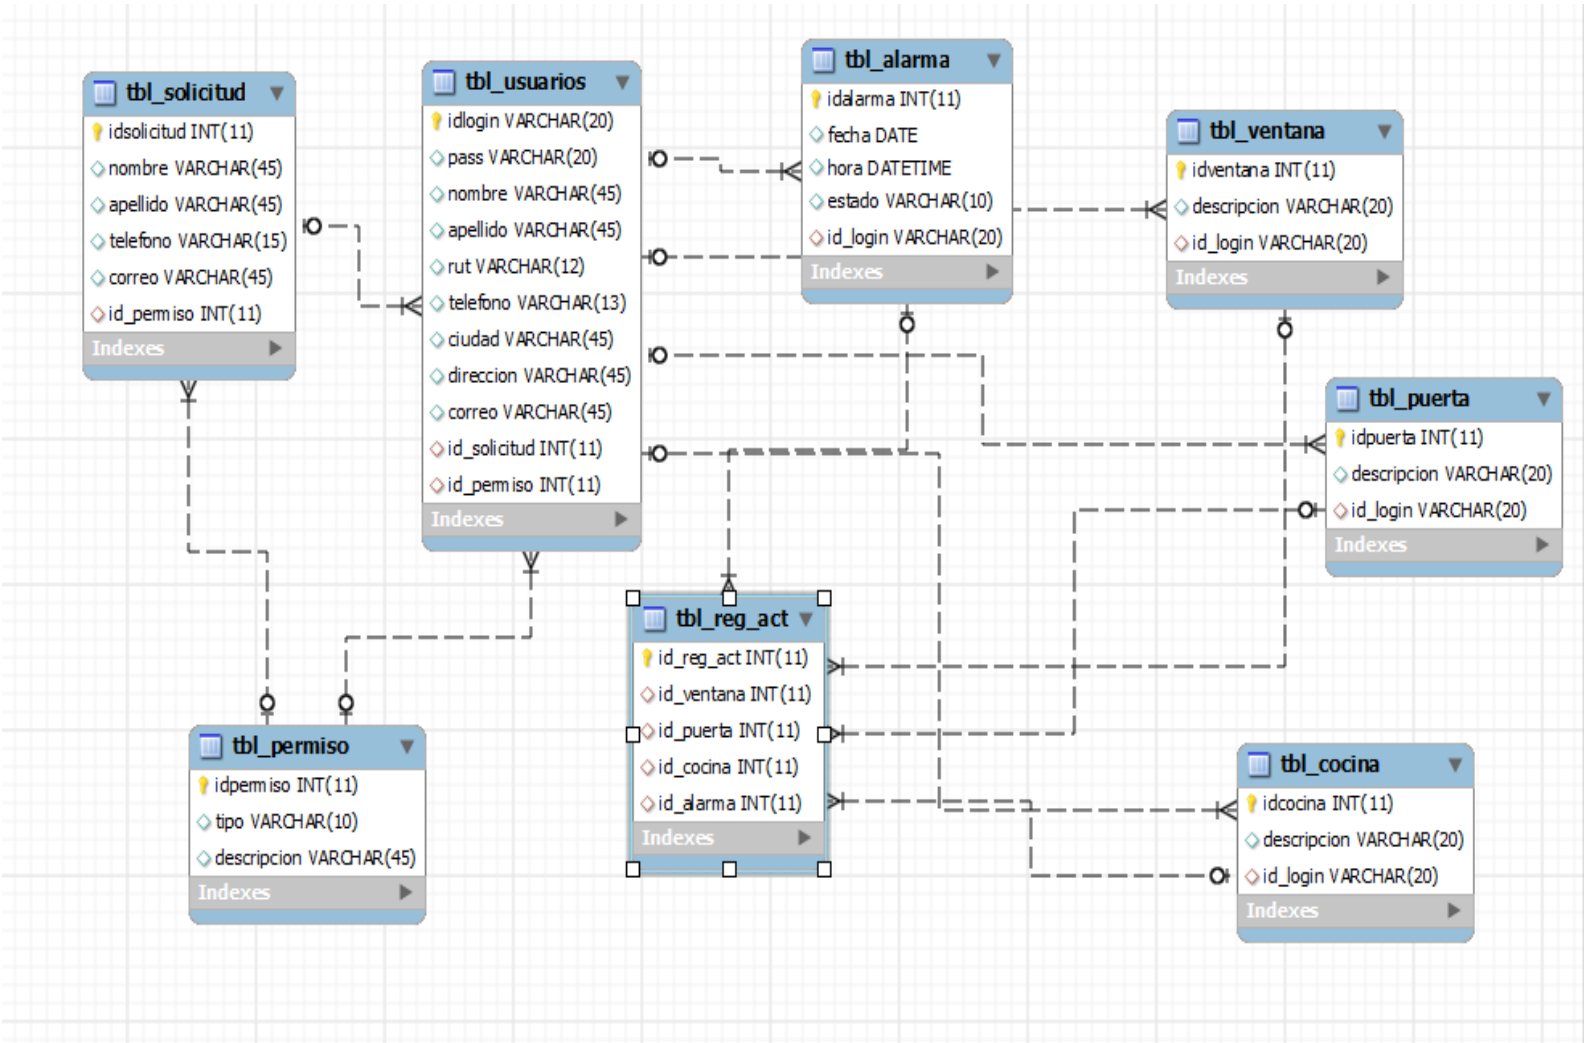 tbl_solicitud
idsolicitud INT(11)
nombre VARCHAR(45)
apellido VARCHAR(45)
telefono VARCHAR(15)
correo VARCHAR(45)
id_permiso INT(11)
Indexes
tbl_usuarios
idlogin VARCHAR(20)
pass VARCHAR(20)
nombre VARCHAR(45)
apellido VARCHAR(45)
rut VARCHAR(12)
telefono VARCHAR(13)
ciudad VARCHAR(45)
direccion VARCHAR(45)
correo VARCHAR(45)
id_solicitud INT(11)
id_permiso INT(11)
Indexes
tbl_alarma
idalarma INT(11)
fecha DATE
hora DATETIME
estado VARCHAR(10)
id_login VARCHAR(20)
Indexes
tbl_ventana
idventana INT(11)
descripcion VARCHAR(20)
id_login VARCHAR(20)
Indexes
tbl_puerta
idpuerta INT(11)
descripcion VARCHAR(20)
id_login VARCHAR(20)
Indexes
tbl_reg_act
id_reg_act INT(11)
id_ventana INT(11)
id_puerta INT(11)
id_cocina INT(11)
id_alarma INT(11)
Indexes
tbl_permiso
idpermiso INT(11)
tipo VARCHAR(10)
descripcion VARCHAR(45)
Indexes
tbl_cocina
idcocina INT(11)
descripcion VARCHAR(20)
id_login VARCHAR(20)
Indexes